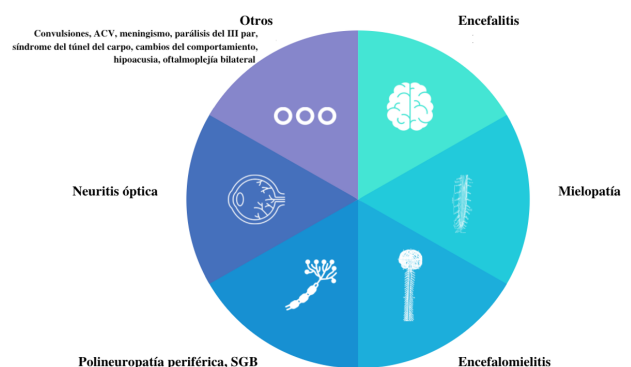 Otros
Convulsiones, ACV, meningismo, parálisis del III par,
síndrome del túnel del carpo, cambios del comportamiento,
hipoacusia, oftalmoplejía bilateral
Encefalitis
Neuritis óptica
Mielopatía
Polineuropatía periférica, SGB
Encefalomielitis